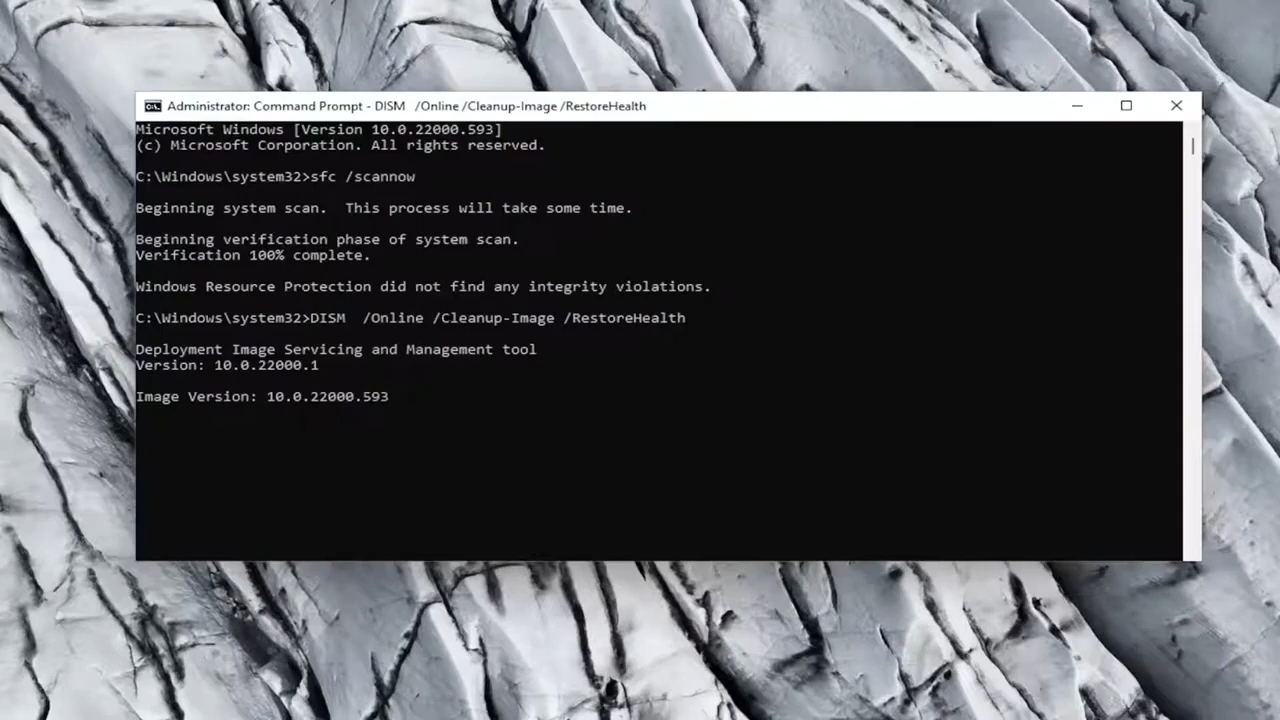 Administrator: Command Prompt - DISM  /Online /Cleanup-Image /RestoreHealth
Microsoft Windows [Version 10.0.22000.593]
(c) Microsoft Corporation. All rights reserved.
C:\Windows\system32>sfc /scannow
Beginning system scan.  This process will take some time.
Beginning verification phase of system scan.
Verification 100% complete.
Windows Resource Protection did not find any integrity violations.
C:\Windows\system32>DISM  /Online /Cleanup-Image /RestoreHealth
Deployment Image Servicing and Management tool
Version: 10.0.22000.1
Image Version: 10.0.22000.593